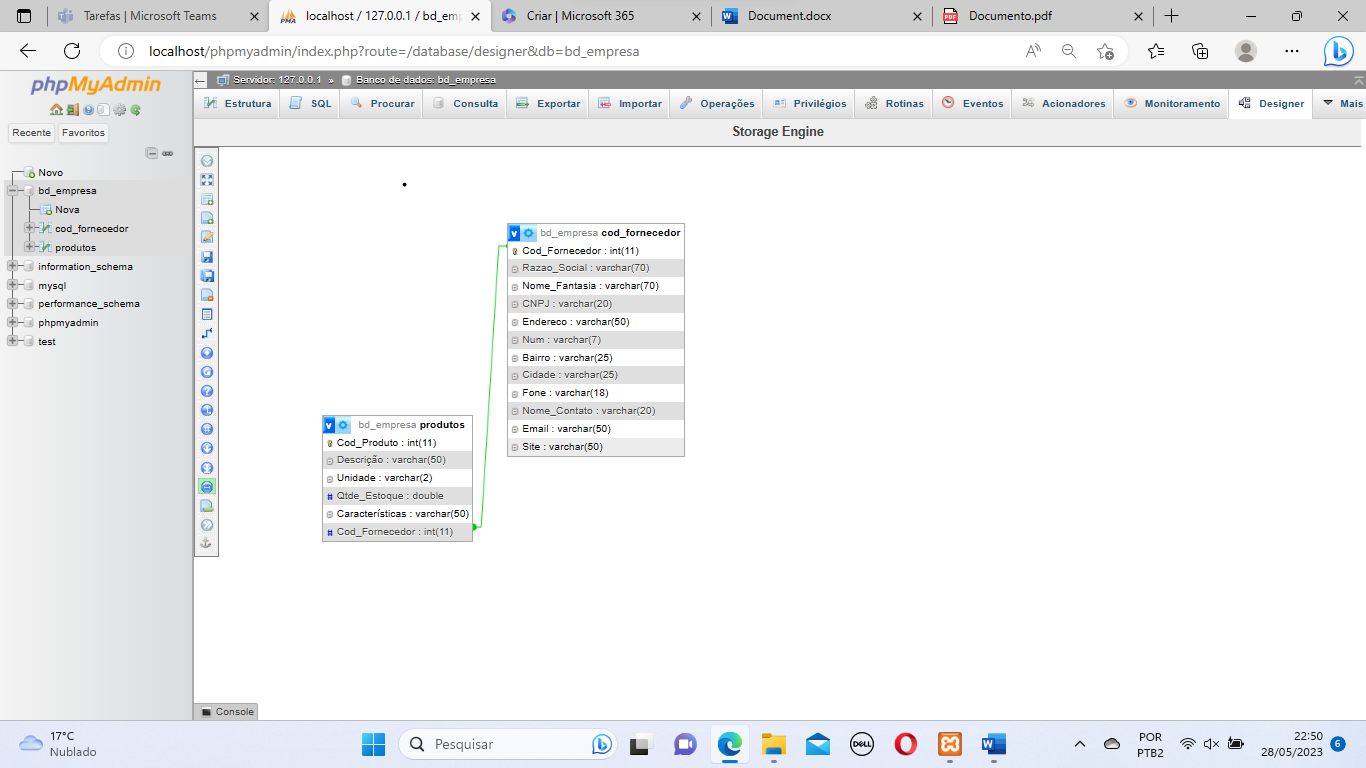 Tarefas | Microsoft Teams
localhost / 127.0.0.1 / bd_emp
Criar | Microsoft 365
Document.docx
Documento.pdf
localhost/phpmyadmin/index.php?route=/database/designer&db=bd_empresa
phpMyAdmin
Recente Favoritos
Novo
bd_empresa
Nova
cod_fornecedor
produtos
information_schema
mysql
performance_schema
phpmyadmin
test
Servidor: 127.0.0.1 » Banco de dados: bd_empresa
Estrutura SQL Procurar Consulta Exportar Importar Operações Privilégios Rotinas Eventos Acionadores Monitoramento Designer Mais
Storage Engine
v bd_empresa cod_fornecedor
Cod_Fornecedor : int(11)
Razao_Social : varchar(70)
Nome_Fantasia : varchar(70)
CNPJ : varchar(20)
Endereco : varchar(50)
Num : varchar(7)
Bairro : varchar(25)
Cidade : varchar(25)
Fone : varchar(18)
Nome_Contato : varchar(20)
Email : varchar(50)
Site : varchar(50)
v bd_empresa produtos
Cod_Produto : int(11)
Descrição : varchar(50)
Unidade : varchar(2)
# Qtde_Estoque : double
Características : varchar(50)
# Cod_Fornecedor : int(11)
Console
17°C
Nublado
Pesquisar
DELL
POR
PTB2
22:50
28/05/2023
6